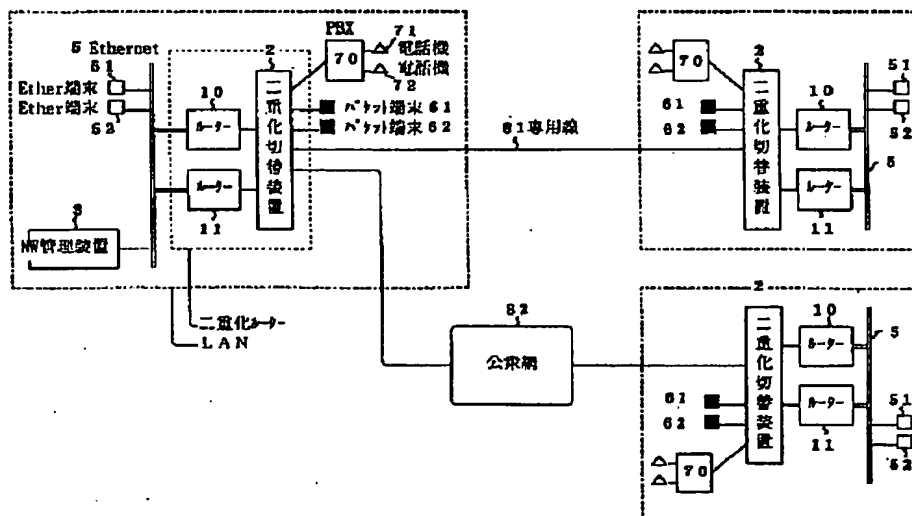 PBX
71
5 Ethernet
2
70
電話機
51
電話機
Ether端末
10
72
Ether端末
ルーター
パケット端末 61
52
二重化切替装置
パケット端末 62
81専用線
ルーター
3
11
NW管理装置
二重化ルーター
LAN
70
2
51
10
61
ルーター
52
62
二重化切替装置
5
ルーター
11
82
公衆網
2
10
5
ルーター
二重化切替装置
61
ルーター
51
62
11
52
70